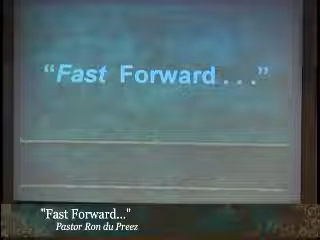 “Fast Forward . . .”
"Fast Forward..."
Pastor Ron du Preez